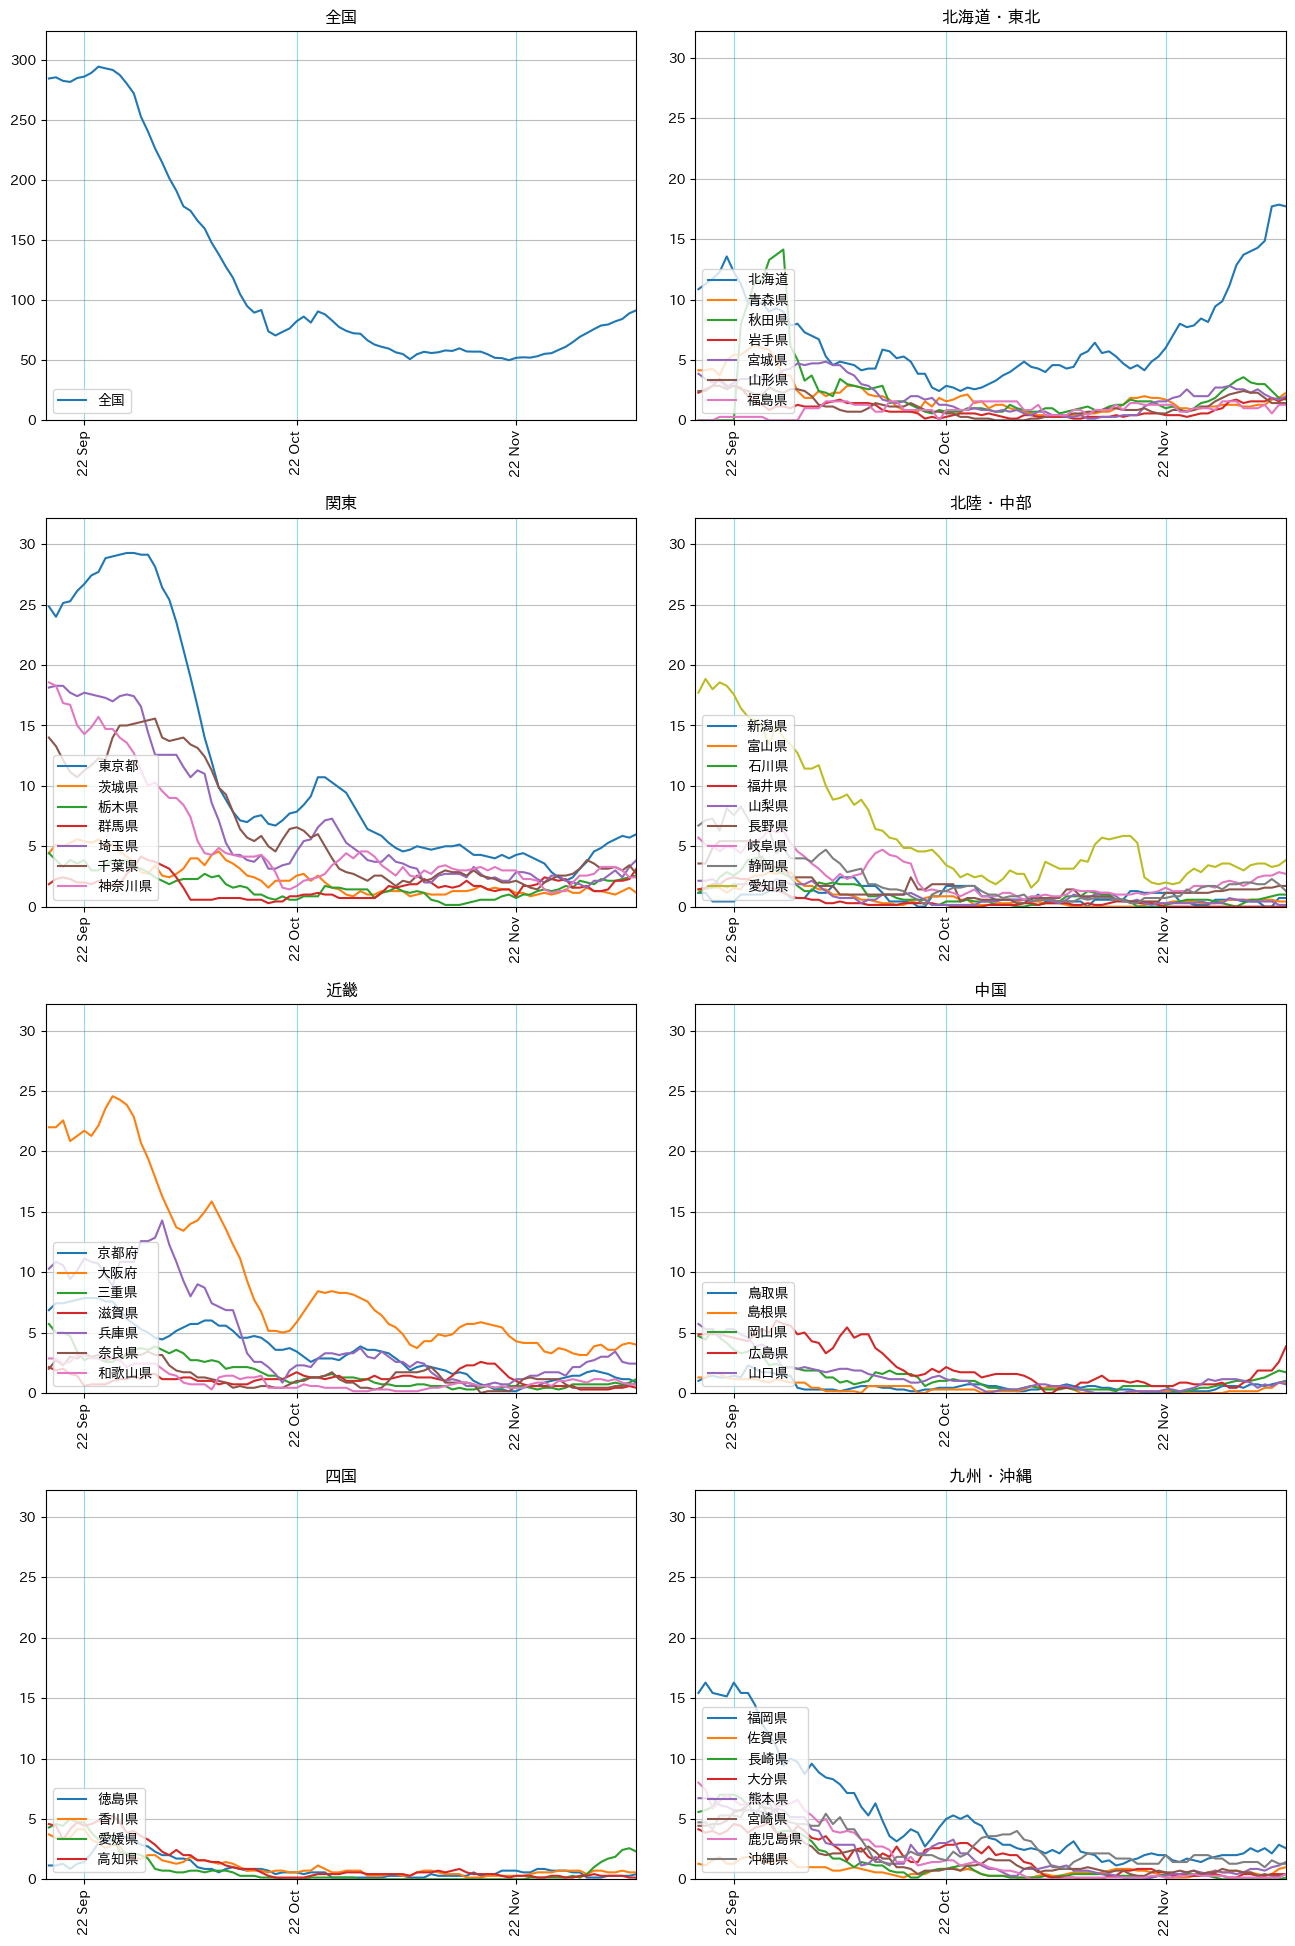 全国
300
250
200
150
100
50
0
全国
22 Sep
22 Oct
22 Nov
北海道・東北
30
25
20
15
10
5
0
北海道
青森県
秋田県
岩手県
宮城県
山形県
福島県
22 Sep
22 Oct
22 Nov
関東
30
25
20
15
10
5
0
東京都
茨城県
栃木県
群馬県
埼玉県
千葉県
神奈川県
22 Sep
22 Oct
22 Nov
北陸・中部
30
25
20
15
10
5
0
新潟県
富山県
石川県
福井県
山梨県
長野県
岐阜県
静岡県
愛知県
22 Sep
22 Oct
22 Nov
近畿
30
25
20
15
10
5
0
京都府
大阪府
三重県
滋賀県
兵庫県
奈良県
和歌山県
22 Sep
22 Oct
22 Nov
中国
30
25
20
15
10
5
0
鳥取県
島根県
岡山県
広島県
山口県
22 Sep
22 Oct
22 Nov
四国
30
25
20
15
10
5
0
徳島県
香川県
愛媛県
高知県
22 Sep
22 Oct
22 Nov
九州・沖縄
30
25
20
15
10
5
0
福岡県
佐賀県
長崎県
大分県
熊本県
宮崎県
鹿児島県
沖縄県
22 Sep
22 Oct
22 Nov